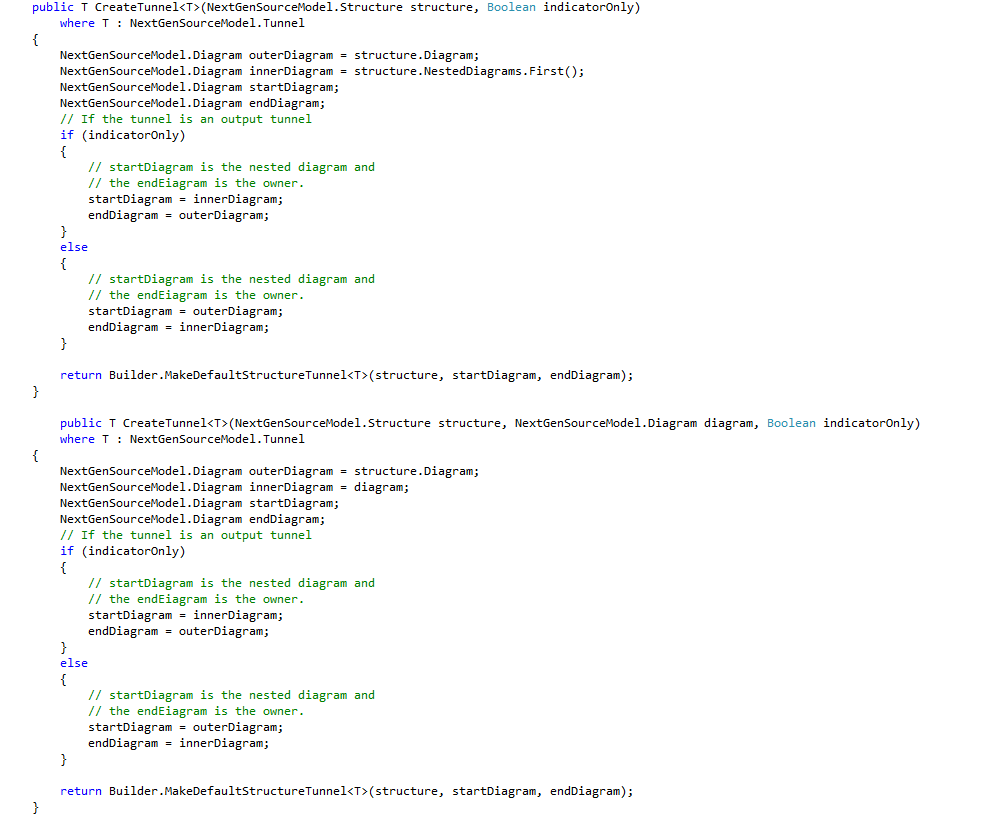 public T CreateTunnel<T>(NextGenSourceModel.Structure structure, Boolean indicatorOnly)
where T : NextGenSourceModel.Tunnel
{
NextGenSourceModel.Diagram outerDiagram = structure.Diagram;
NextGenSourceModel.Diagram innerDiagram = structure.NestedDiagrams.First();
NextGenSourceModel.Diagram startDiagram;
NextGenSourceModel.Diagram endDiagram;
// If the tunnel is an output tunnel
if (indicatorOnly)
{
// startDiagram is the nested diagram and
// the endEiagram is the owner.
startDiagram = innerDiagram;
endDiagram = outerDiagram;
}
else
{
// startDiagram is the nested diagram and
// the endEiagram is the owner.
startDiagram = outerDiagram;
endDiagram = innerDiagram;
}
return Builder.MakeDefaultStructureTunnel<T>(structure, startDiagram, endDiagram);
}
public T CreateTunnel<T>(NextGenSourceModel.Structure structure, NextGenSourceModel.Diagram diagram, Boolean indicatorOnly)
where T : NextGenSourceModel.Tunnel
{
NextGenSourceModel.Diagram outerDiagram = structure.Diagram;
NextGenSourceModel.Diagram innerDiagram = diagram;
NextGenSourceModel.Diagram startDiagram;
NextGenSourceModel.Diagram endDiagram;
// If the tunnel is an output tunnel
if (indicatorOnly)
{
// startDiagram is the nested diagram and
// the endEiagram is the owner.
startDiagram = innerDiagram;
endDiagram = outerDiagram;
}
else
{
// startDiagram is the nested diagram and
// the endEiagram is the owner.
startDiagram = outerDiagram;
endDiagram = innerDiagram;
}
return Builder.MakeDefaultStructureTunnel<T>(structure, startDiagram, endDiagram);
}